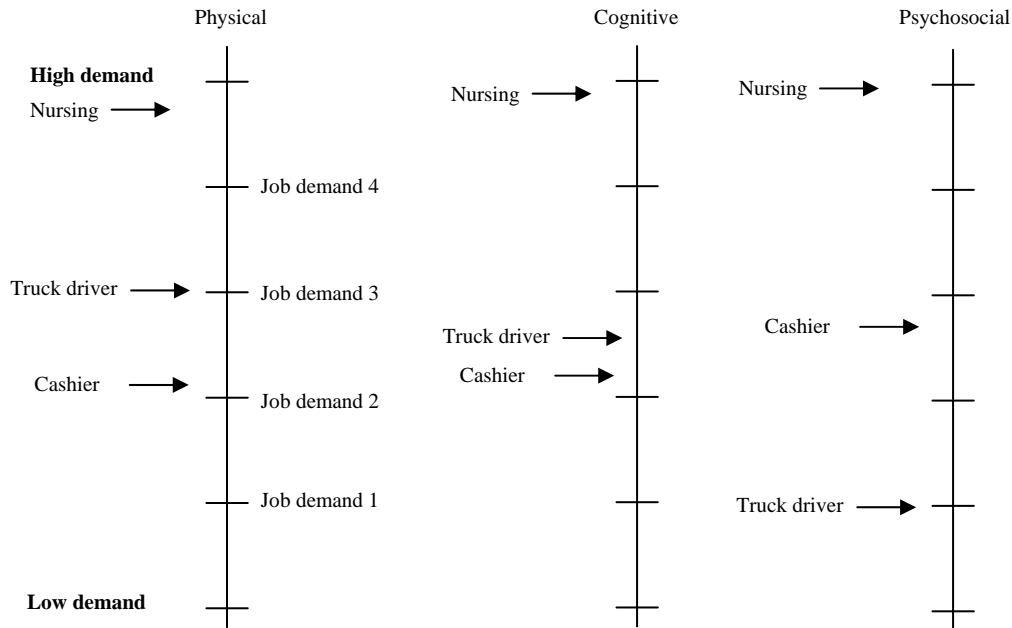 Physical
High demand
Nursing
Job demand 4
Truck driver
Job demand 3
Cashier
Job demand 2
Job demand 1
Low demand
Cognitive
Nursing
Truck driver
Cashier
Psychosocial
Nursing
Cashier
Truck driver